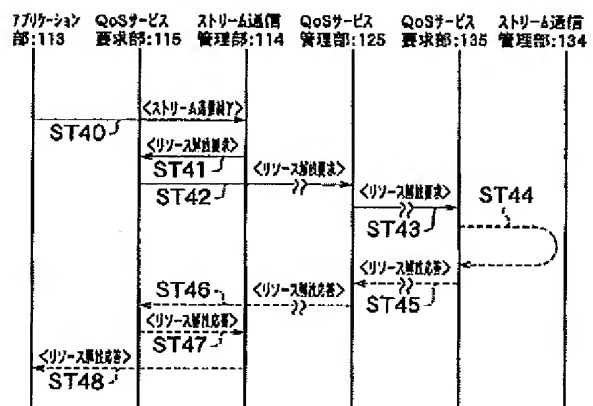 アプリケーション QoSサービス ストリーム通信 QoSサービス QoSサービス ストリーム通信
部:113 要求部:115 管理部:114 管理部:125 要求部:135 管理部:134
<ストリーム通信終了>
ST40
<リソース解放要求>
ST41
<リソース解放要求>
ST42
<リソース解放要求>
ST43
ST44
<リソース解放応答>
ST45
ST46
<リソース解放応答>
<リソース解放応答>
ST47
<リソース解放応答>
ST48